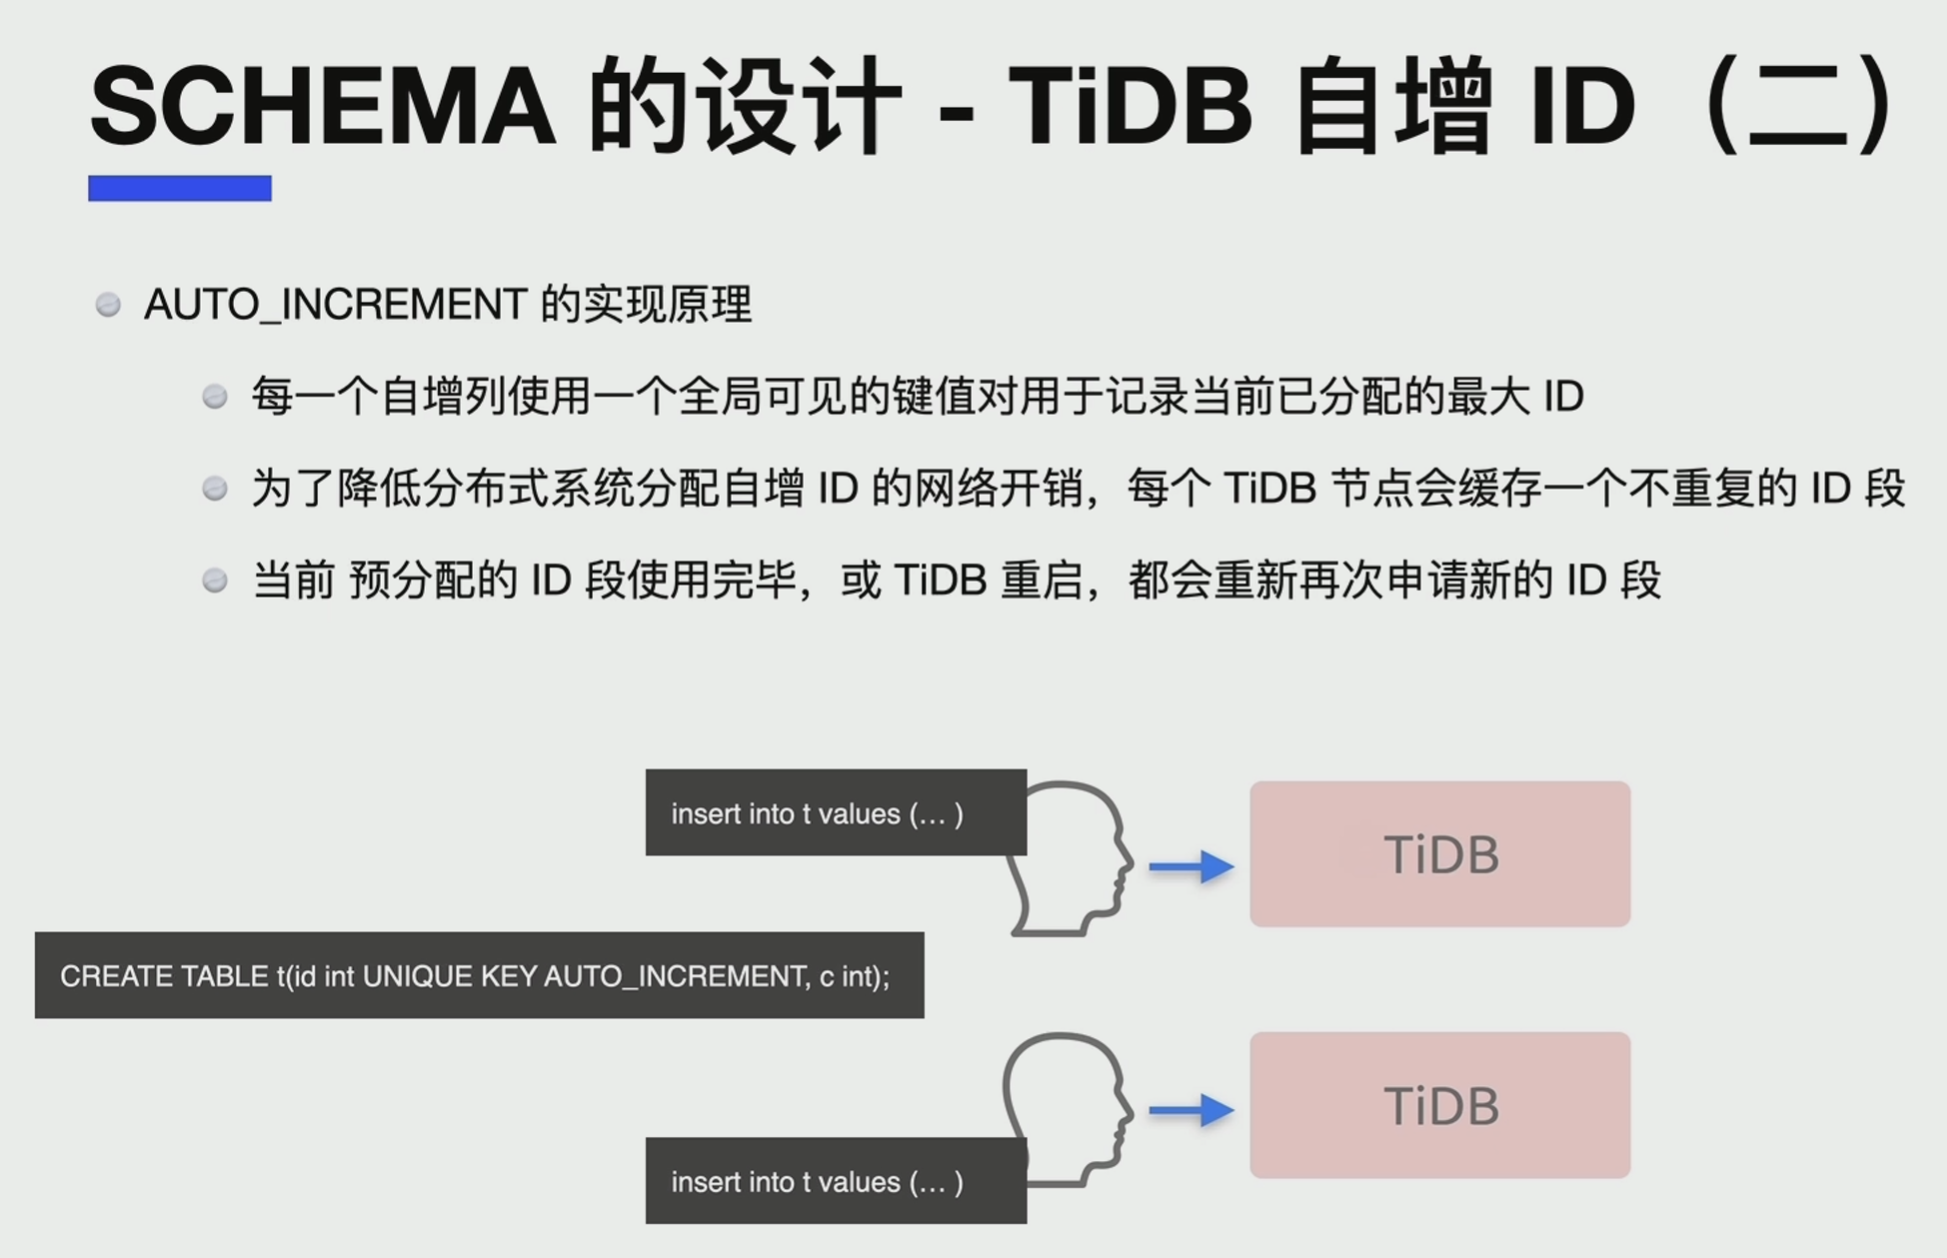 SCHEMA 的设计 - TiDB 自增 ID（二）
AUTO_INCREMENT 的实现原理
每一个自增列使用一个全局可见的键值对用于记录当前已分配的最大 ID
为了降低分布式系统分配自增 ID 的网络开销，每个 TiDB 节点会缓存一个不重复的 ID 段
当前 预分配的 ID 段使用完毕，或 TiDB 重启，都会重新再次申请新的 ID 段
insert into t values (... )
TiDB
CREATE TABLE t(id int UNIQUE KEY AUTO_INCREMENT, c int);
TiDB
insert into t values (... )